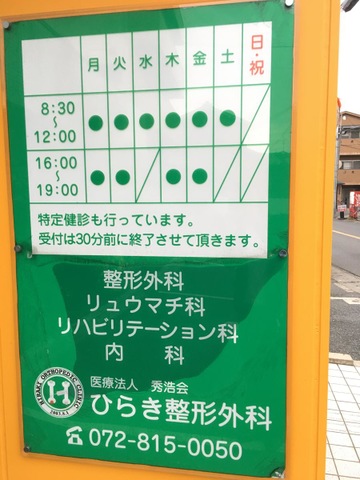 月 火 水 木 金 土 日・祝
8:30～12:00 ● ● ● ● ● ●
16:00～19:00 ● ● ● ●
特定健診も行っています。
受付は30分前に終了させて頂きます。
整形外科
リュウマチ科
リハビリテーション科
内 科
医療法人 秀浩会
HIRAKI ORTHOPEDIC CLINIC
ひらき整形外科
☎072-815-0050